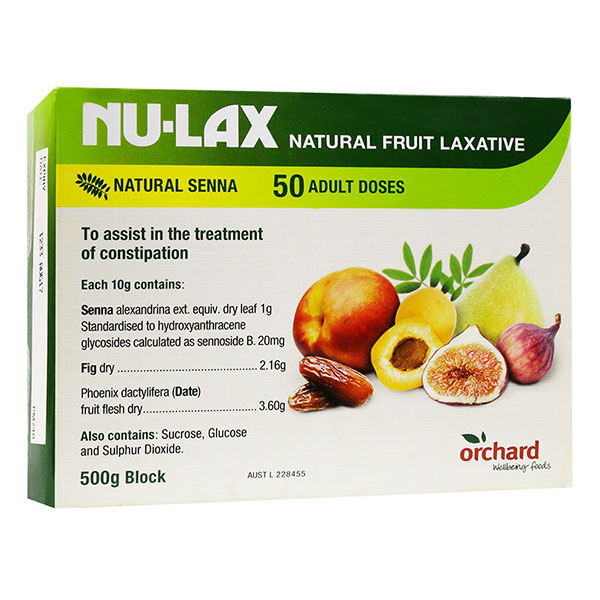 NU-LAX NATURAL FRUIT LAXATIVE
NATURAL SENNA 50 ADULT DOSES
To assist in the treatment
of constipation
Each 10g contains:
Senna alexandrina ext. equiv. dry leaf 1g
Standardised to hydroxyanthracene
glycosides calculated as sennoside B. 20mg
Fig dry ........................................ 2.16g
Phoenix dactylifera (Date)
fruit flesh dry................................ 3.60g
Also contains: Sucrose, Glucose
and Sulphur Dioxide.
500g Block
AUST L 228455
orchard
Wellbeing foods
EXPIRY
DATE